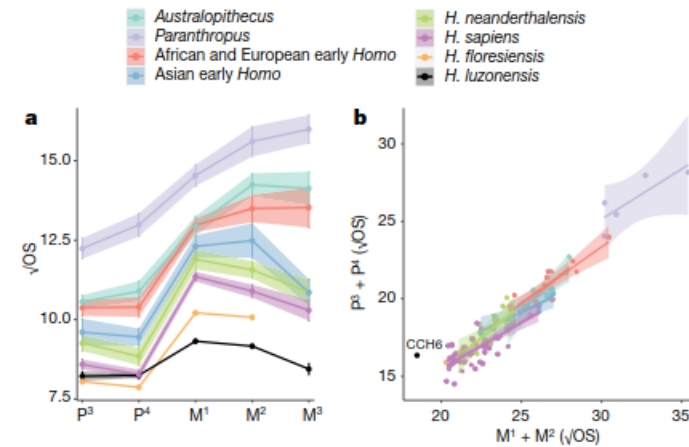 Australopithecus
Paranthropus
African and European early Homo
Asian early Homo
H. neanderthalensis
H. sapiens
H. floresiensis
H. luzonensis
a
√OS
15.0
12.5
10.0
7.5
P³ P⁴ M¹ M² M³
b
P³ + P⁴ (√OS)
30
25
20
15
CCH6
20 25 30 35
M¹ + M² (√OS)